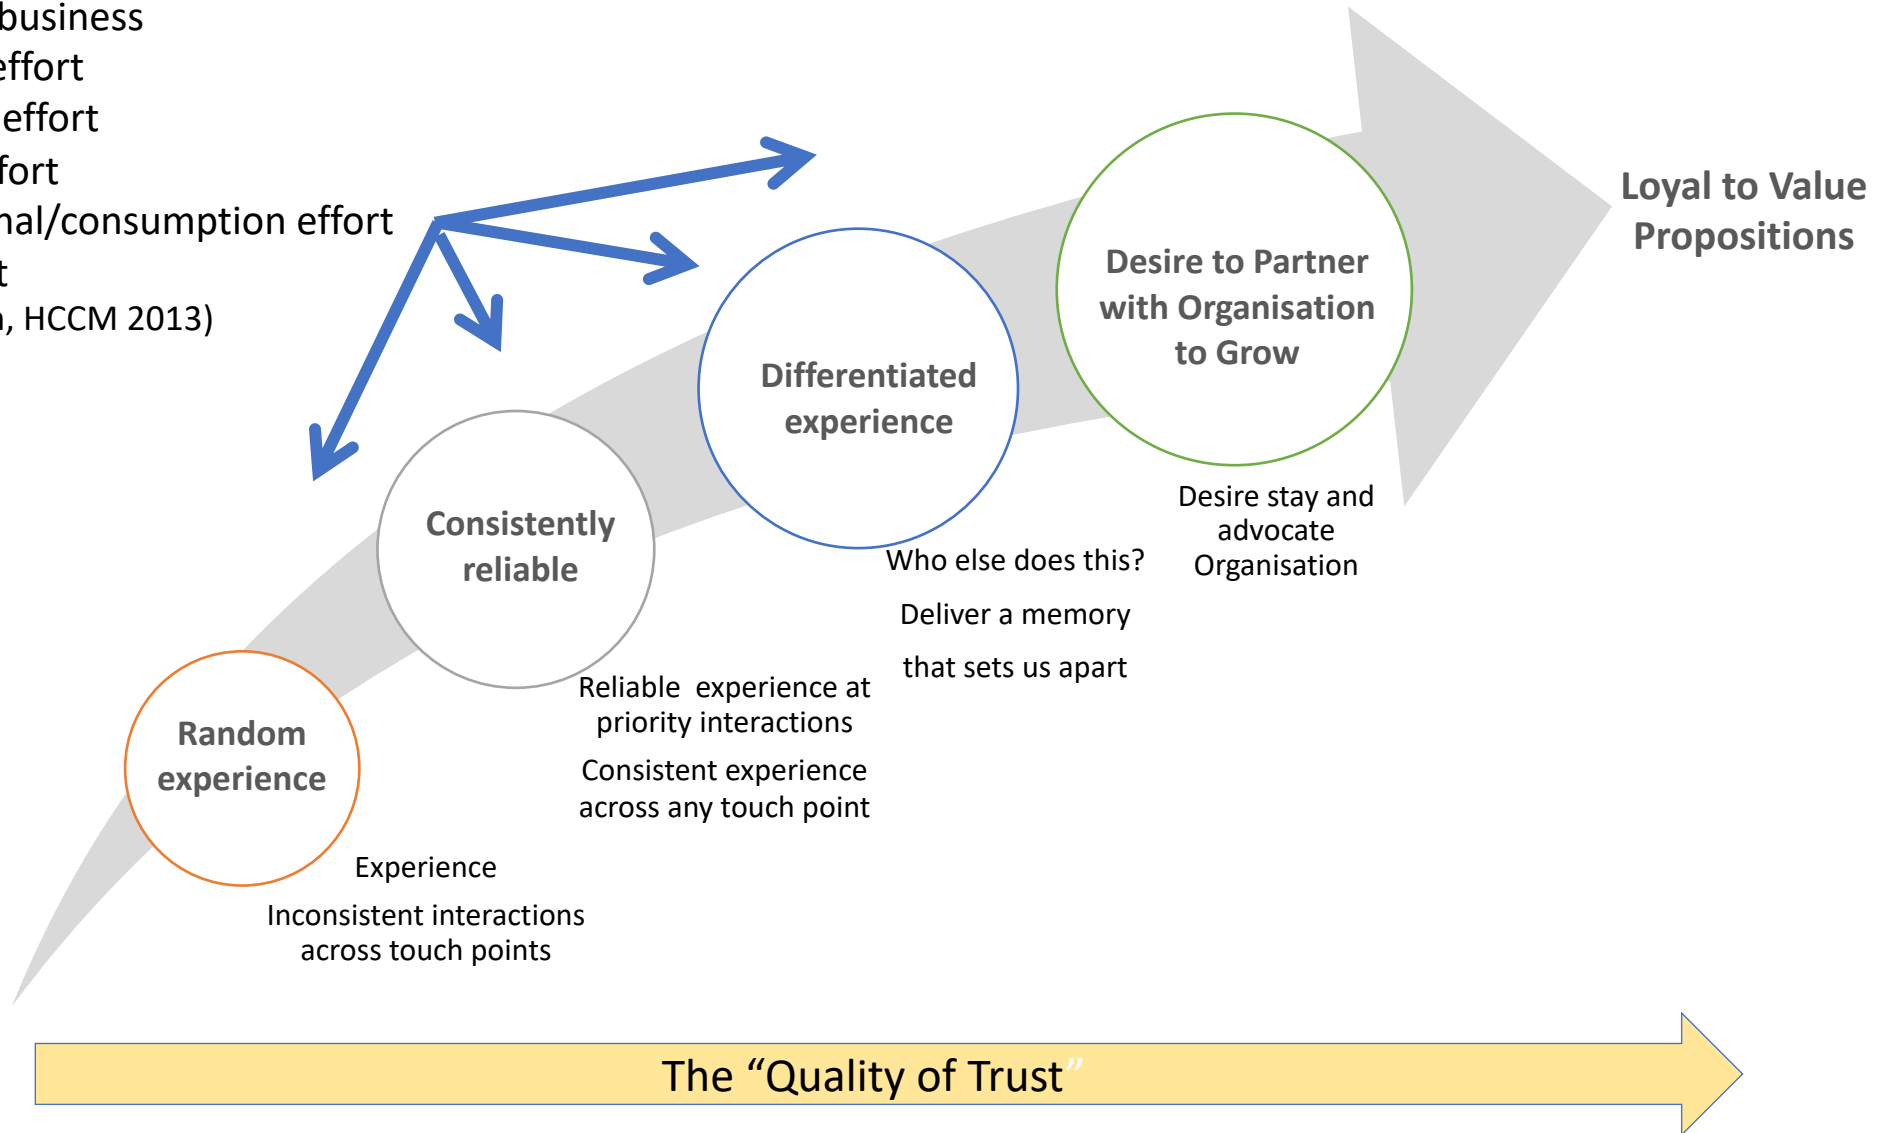 business
effort
effort
fort
nal/consumption effort
t
, HCCM 2013)
Loyal to Value
Propositions
Desire to Partner
with Organisation
to Grow
Differentiated
experience
Consistently
reliable
Random
experience
Desire stay and
advocate
Organisation
Who else does this?
Deliver a memory
that sets us apart
Reliable  experience at
priority interactions
Consistent experience
across any touch point
Experience
Inconsistent interactions
across touch points
The “Quality of Trust”